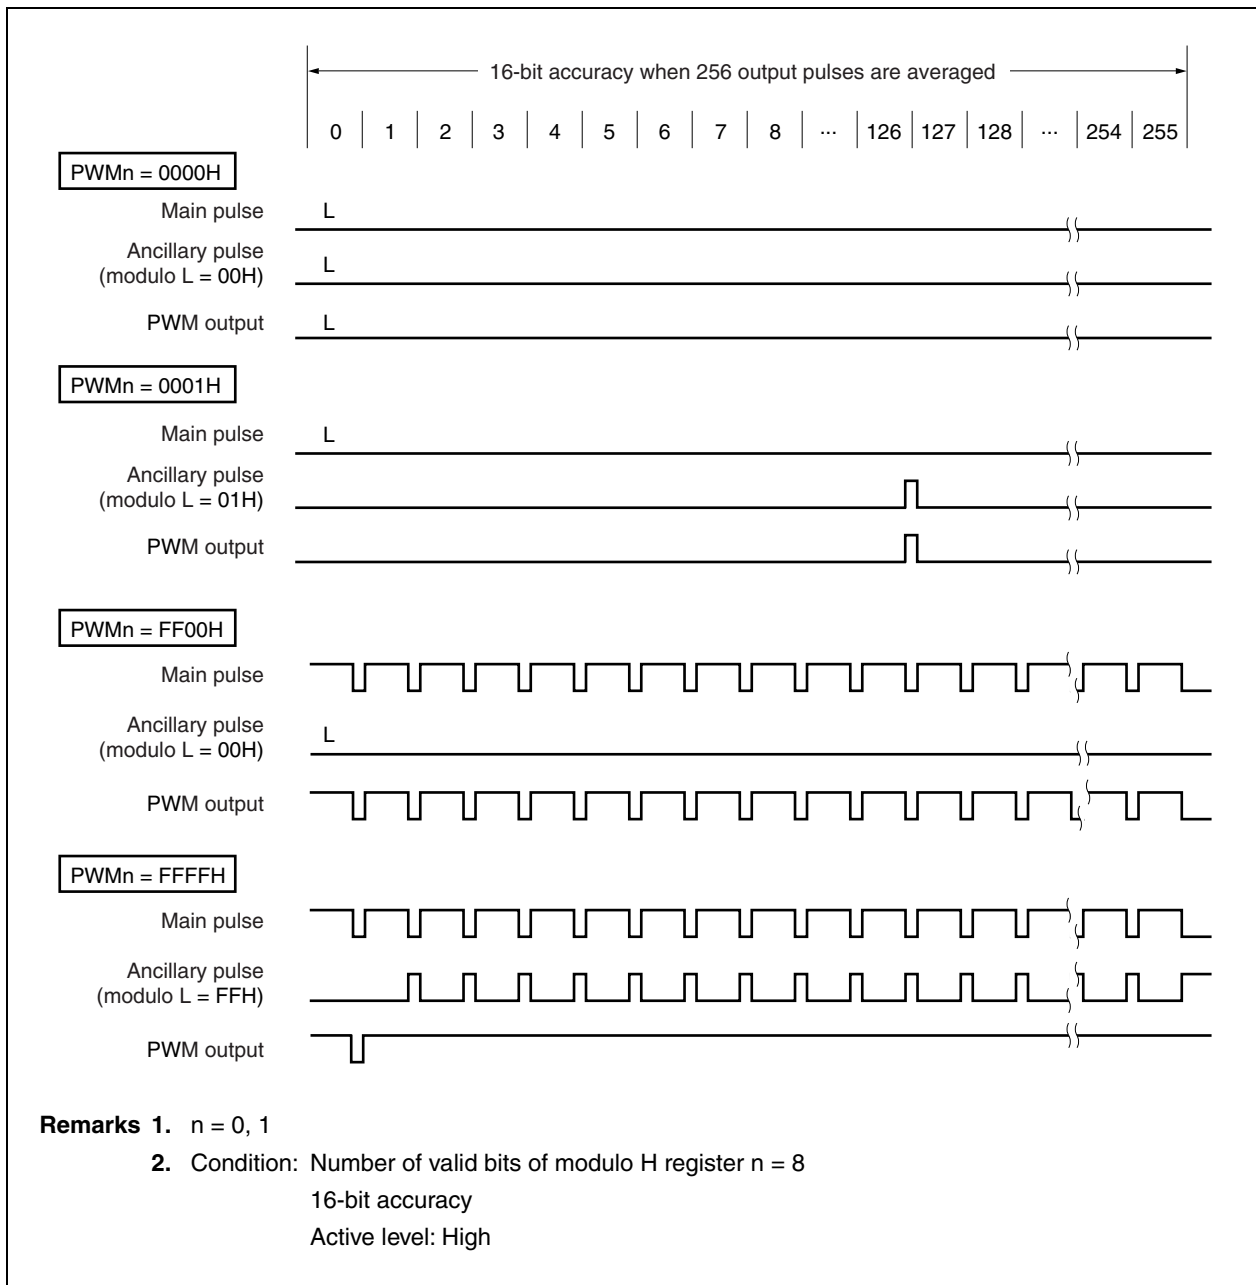 16-bit accuracy when 256 output pulses are averaged
0 1 2 3 4 5 6 7 8 ... 126 127 128 ... 254 255
PWMn = 0000H
Main pulse L
Ancillary pulse
(modulo L = 00H) L
PWM output L
PWMn = 0001H
Main pulse L
Ancillary pulse
(modulo L = 01H)
PWM output
PWMn = FF00H
Main pulse
Ancillary pulse
(modulo L = 00H) L
PWM output
PWMn = FFFFH
Main pulse
Ancillary pulse
(modulo L = FFH)
PWM output
Remarks 1. n = 0, 1
2. Condition: Number of valid bits of modulo H register n = 8
16-bit accuracy
Active level: High